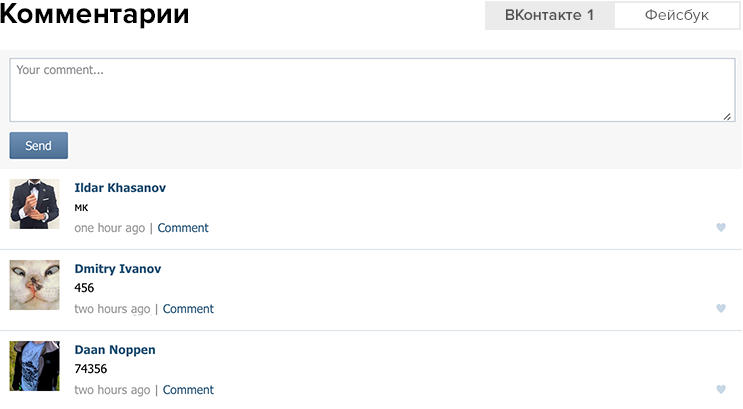 Комментарии
ВКонтакте 1
Фейсбук
Your comment...
Send
Ildar Khasanov
мк
one hour ago | Comment
Dmitry Ivanov
456
two hours ago | Comment
Daan Noppen
74356
two hours ago | Comment